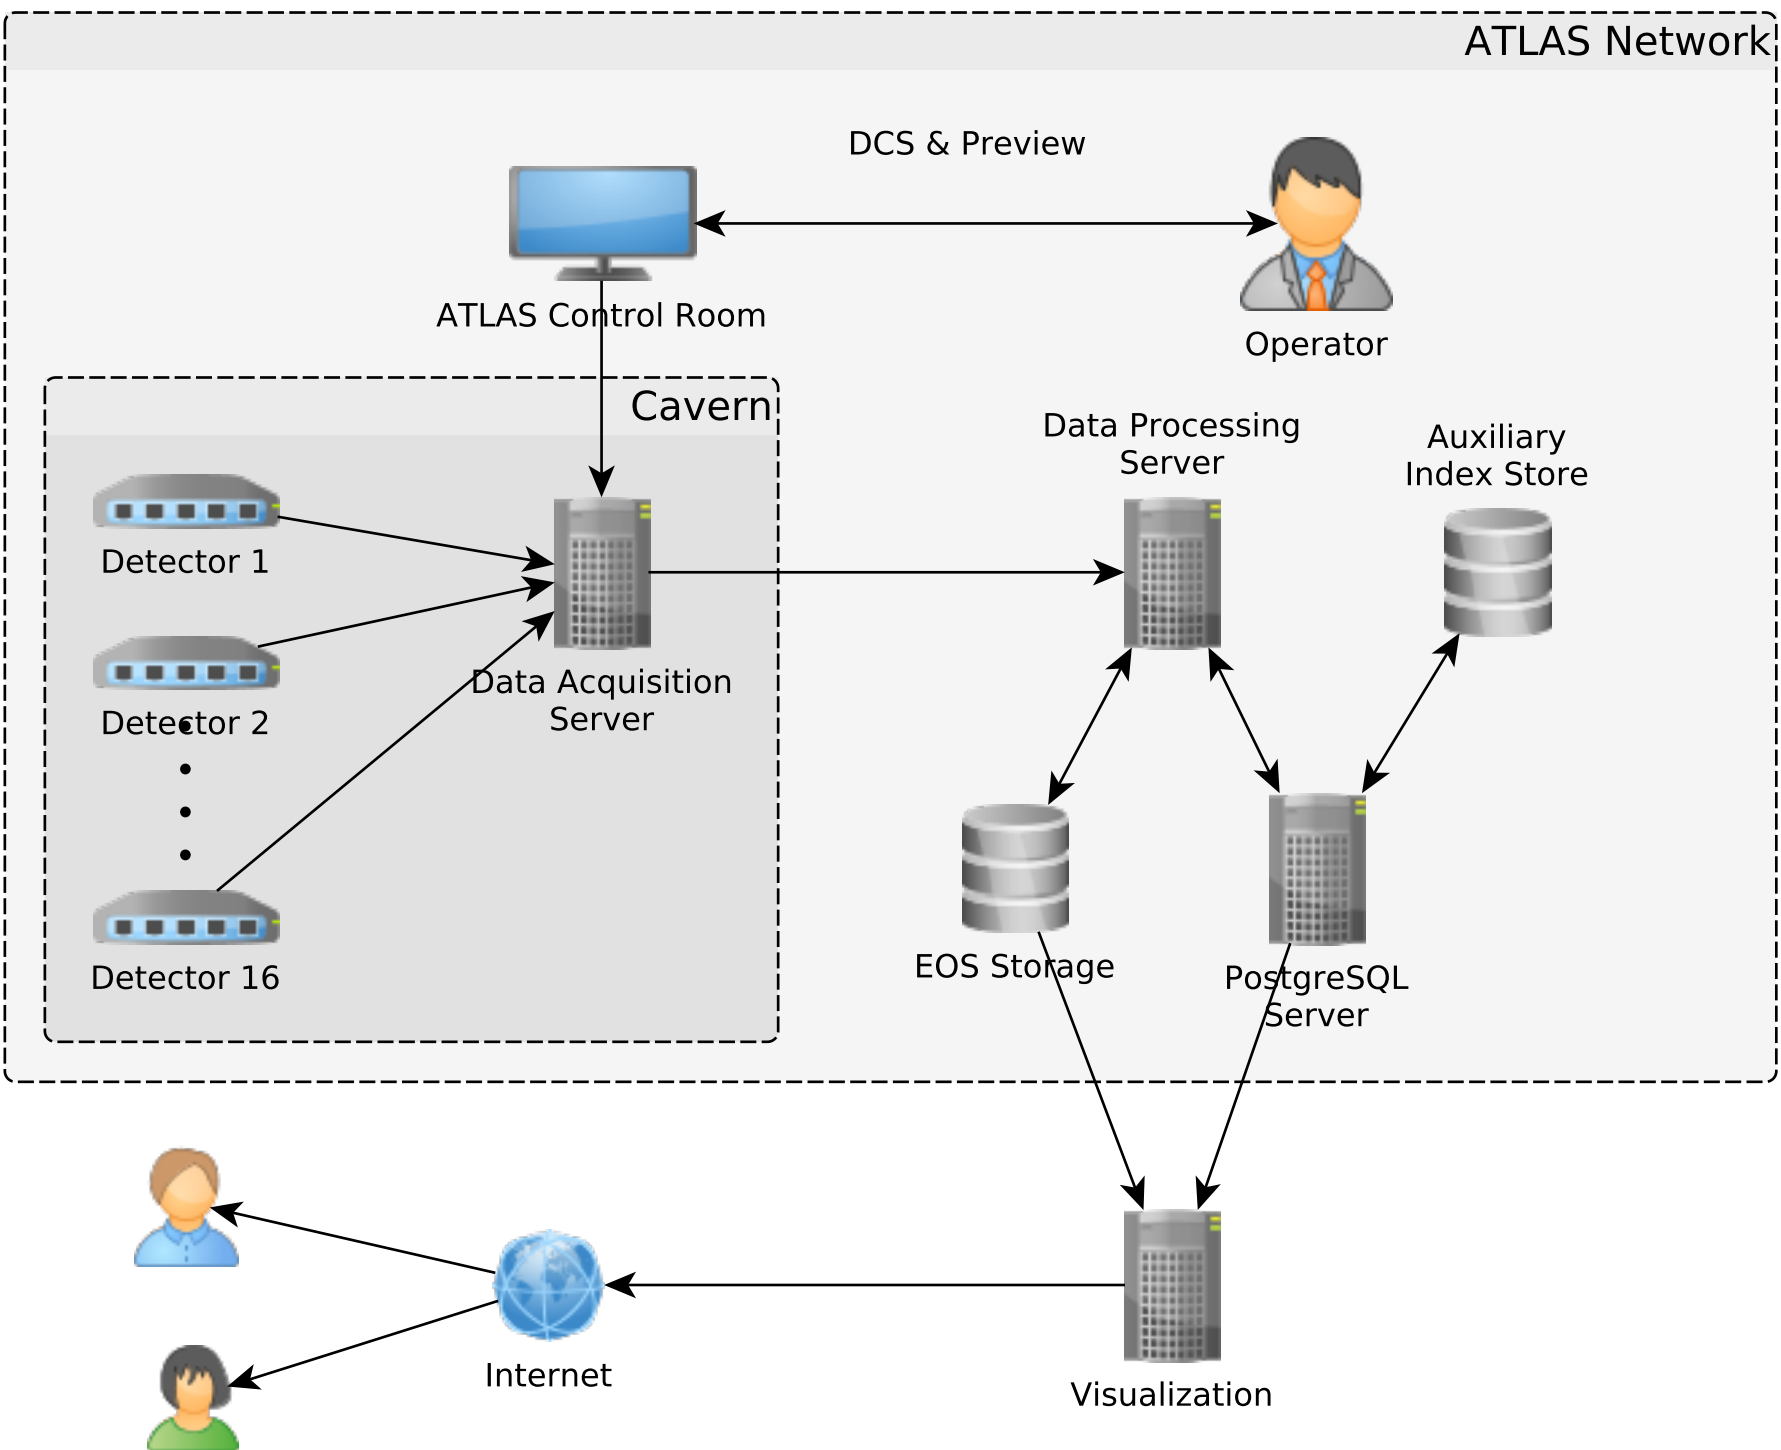 ATLAS Network
DCS & Preview
ATLAS Control Room
Operator
Cavern
Data Processing
Server
Auxiliary
Index Store
Detector 1
Detector 2
Data Acquisition
Server
Detector 16
EOS Storage
PostgreSQL
Server
Internet
Visualization